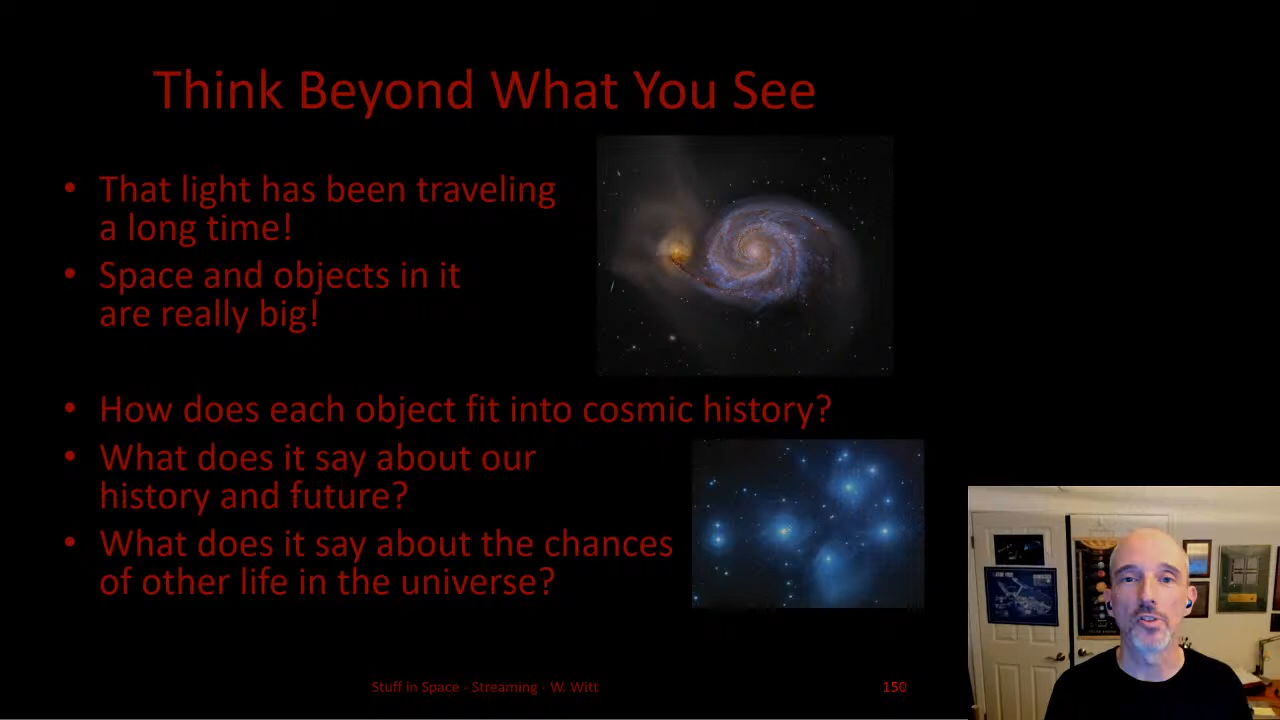 Think Beyond What You See
• That light has been traveling
a long time!
• Space and objects in it
are really big!
• How does each object fit into cosmic history?
• What does it say about our
history and future?
• What does it say about the chances
of other life in the universe?
Stuff in Space - Streaming - W. Witt
150